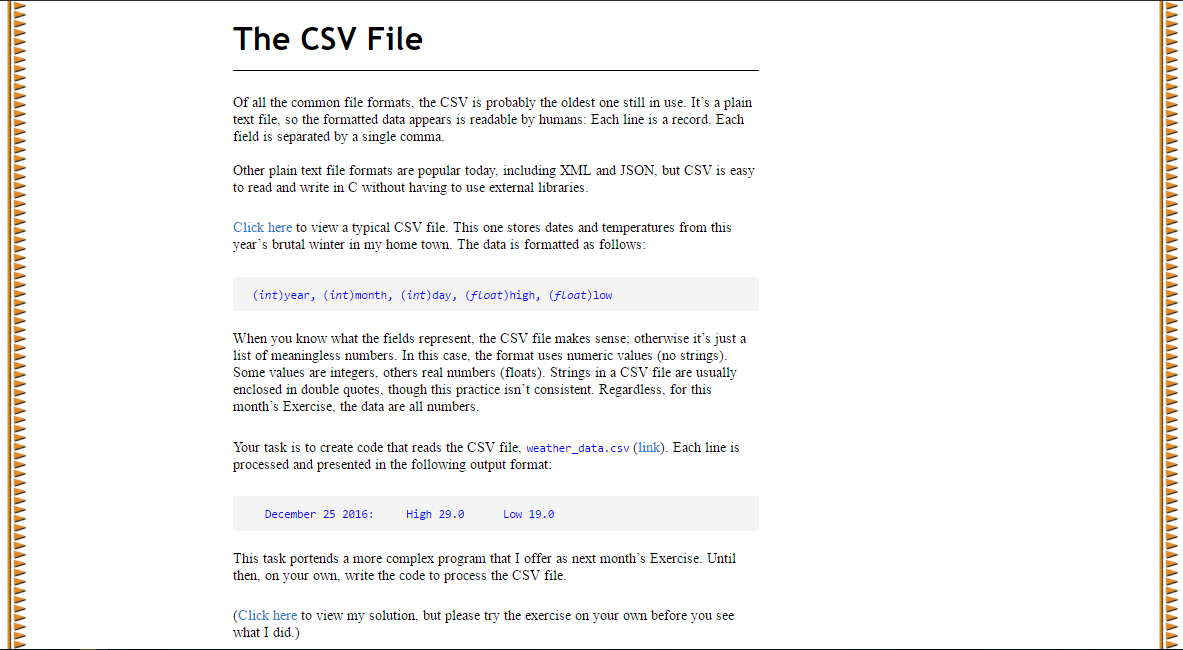 The CSV File
Of all the common file formats, the CSV is probably the oldest one still in use. It’s a plain
text file, so the formatted data appears is readable by humans: Each line is a record. Each
field is separated by a single comma.
Other plain text file formats are popular today, including XML and JSON, but CSV is easy
to read and write in C without having to use external libraries.
Click here to view a typical CSV file. This one stores dates and temperatures from this
year’s brutal winter in my home town. The data is formatted as follows:
(int)year, (int)month, (int)day, (float)high, (float)low
When you know what the fields represent, the CSV file makes sense; otherwise it’s just a
list of meaningless numbers. In this case, the format uses numeric values (no strings).
Some values are integers, others real numbers (floats). Strings in a CSV file are usually
enclosed in double quotes, though this practice isn’t consistent. Regardless, for this
month’s Exercise, the data are all numbers.
Your task is to create code that reads the CSV file, weather_data.csv (link). Each line is
processed and presented in the following output format:
December 25 2016: High 29.0 Low 19.0
This task portends a more complex program that I offer as next month’s Exercise. Until
then, on your own, write the code to process the CSV file.
(Click here to view my solution, but please try the exercise on your own before you see
what I did.)